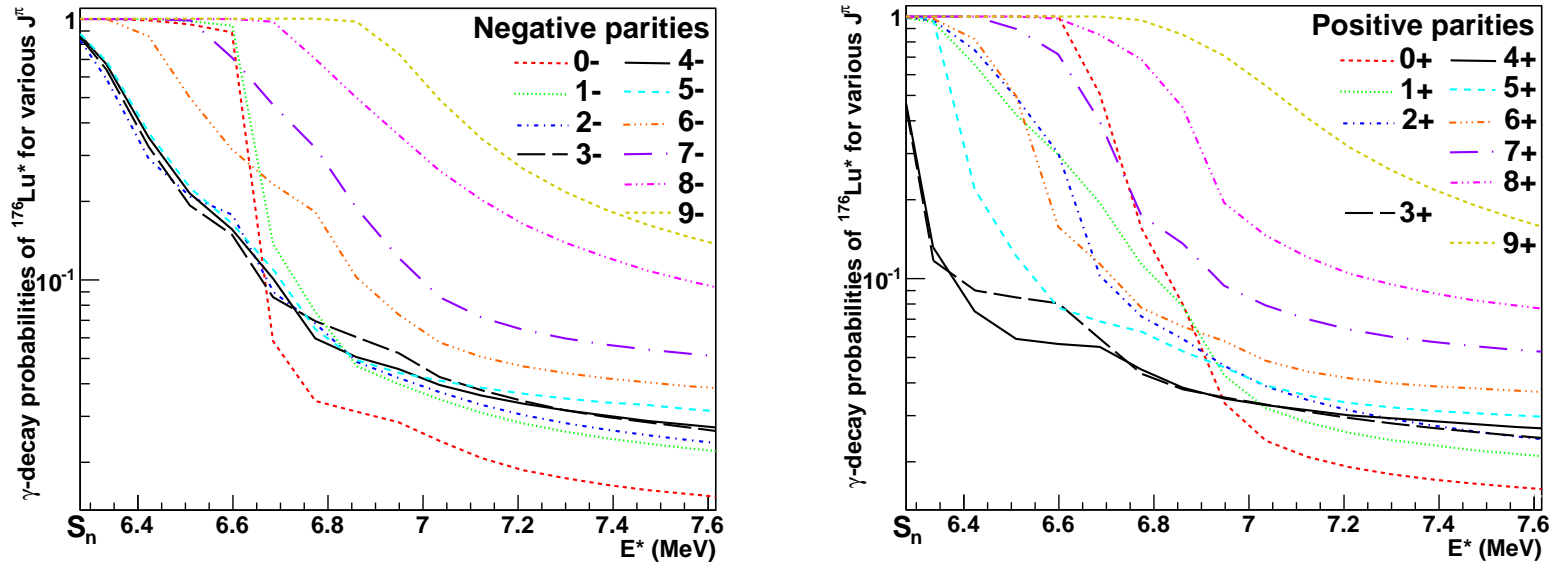 γ-decay probabilities of ¹⁷⁶Lu* for various Jᵖⁱ
1
10⁻¹
Negative parities
0- 4-
1- 5-
2- 6-
3- 7-
8-
9-
Sₙ 6.4 6.6 6.8 7 7.2 7.4 7.6
E* (MeV)
γ-decay probabilities of ¹⁷⁶Lu* for various Jᵖⁱ
1
10⁻¹
Positive parities
0+ 4+
1+ 5+
2+ 6+
7+
8+
3+
9+
Sₙ 6.4 6.6 6.8 7 7.2 7.4 7.6
E* (MeV)